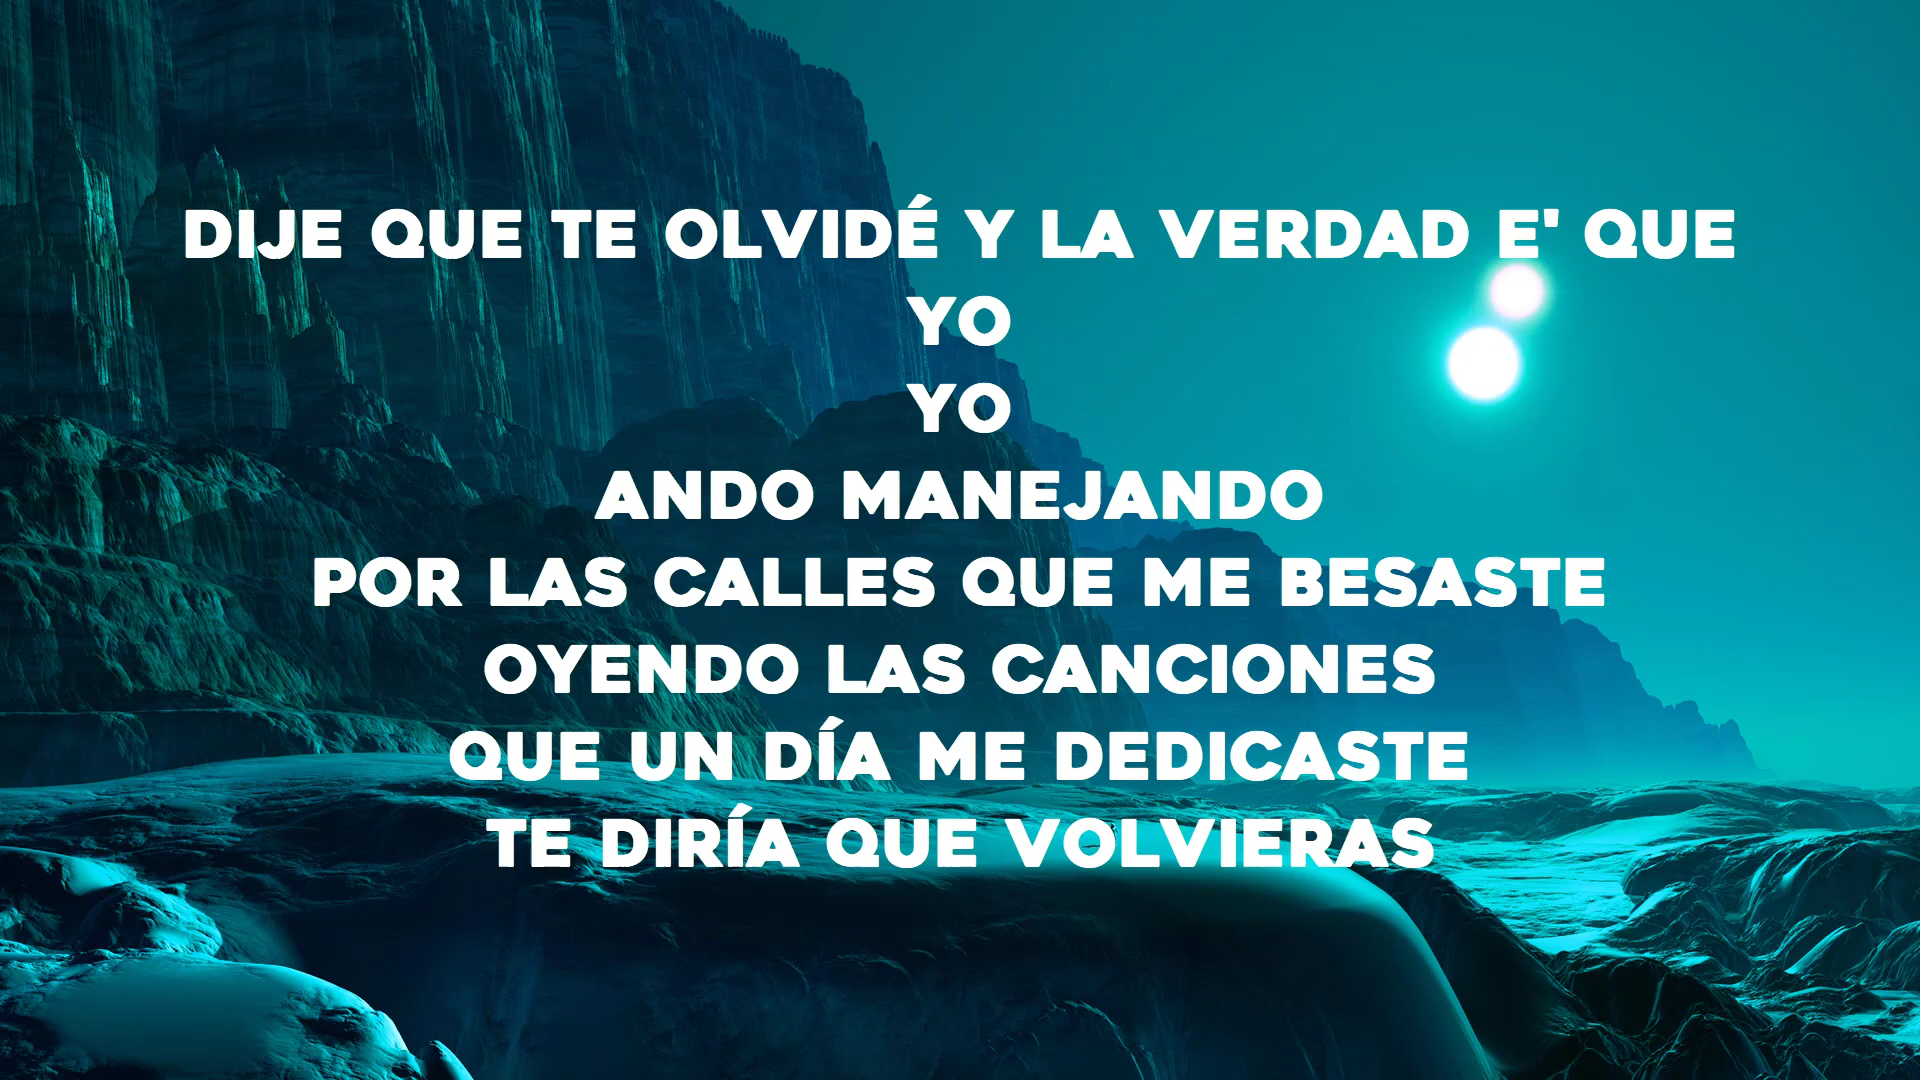 DIJE QUE TE OLVIDÉ Y LA VERDAD E' QUE
YO
YO
ANDO MANEJANDO
POR LAS CALLES QUE ME BESASTE
OYENDO LAS CANCIONES
QUE UN DÍA ME DEDICASTE
TE DIRÍA QUE VOLVIERAS